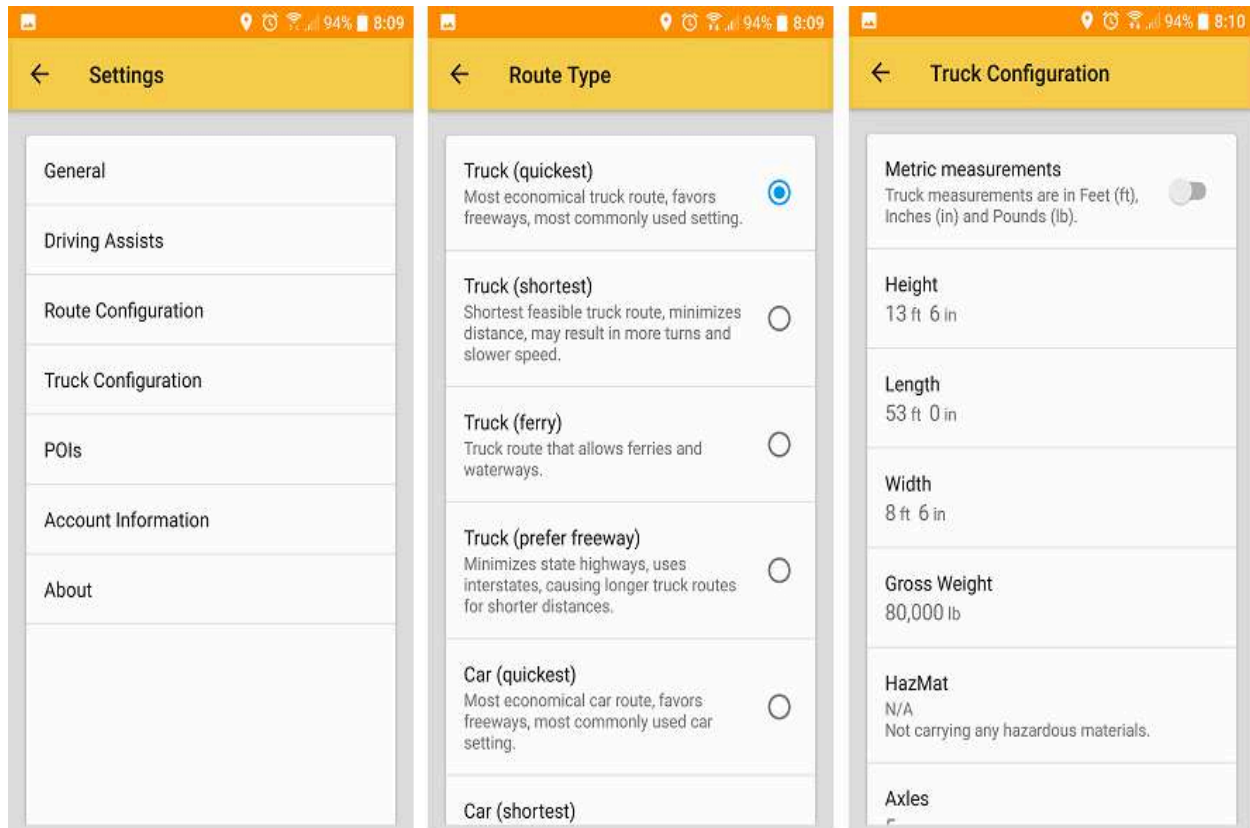 94% 8:09
Settings
General
Driving Assists
Route Configuration
Truck Configuration
POIs
Account Information
About
94% 8:09
Route Type
Truck (quickest)
Most economical truck route, favors
freeways, most commonly used setting.
Truck (shortest)
Shortest feasible truck route, minimizes
distance, may result in more turns and
slower speed.
Truck (ferry)
Truck route that allows ferries and
waterways.
Truck (prefer freeway)
Minimizes state highways, uses
interstates, causing longer truck routes
for shorter distances.
Car (quickest)
Most economical car route, favors
freeways, most commonly used car
setting.
Car (shortest)
94% 8:10
Truck Configuration
Metric measurements
Truck measurements are in Feet (ft),
Inches (in) and Pounds (lb).
Height
13 ft 6 in
Length
53 ft 0 in
Width
8 ft 6 in
Gross Weight
80,000 lb
HazMat
N/A
Not carrying any hazardous materials.
Axles